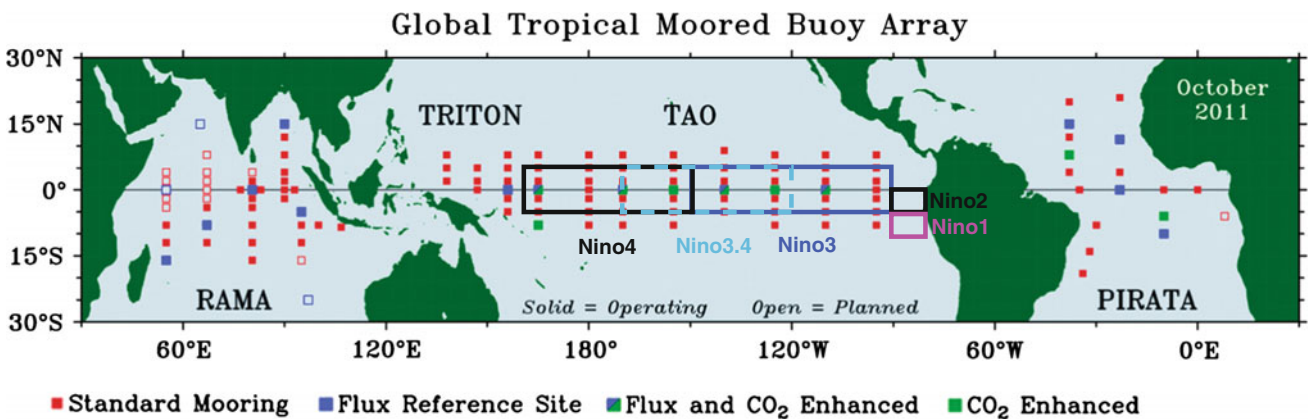 Global Tropical Moored Buoy Array
30°N
15°N
0°
15°S
30°S
TRITON
TAO
October
2011
Nino2
Nino1
Nino4
Nino3.4
Nino3
RAMA
Solid = Operating
Open = Planned
PIRATA
60°E
120°E
180°
120°W
60°W
0°E
Standard Mooring
Flux Reference Site
Flux and CO₂ Enhanced
CO₂ Enhanced